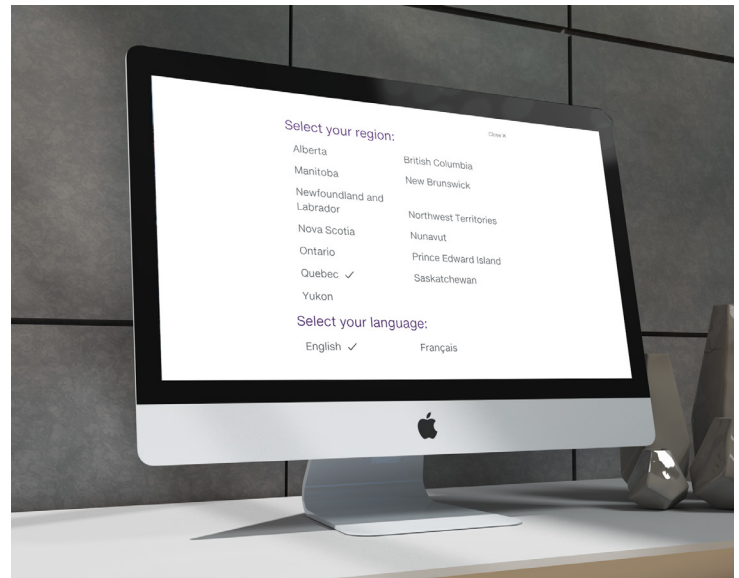 Select your region:
Close ×
Alberta
British Columbia
Manitoba
New Brunswick
Newfoundland and
Labrador
Northwest Territories
Nova Scotia
Nunavut
Ontario
Prince Edward Island
Quebec ✓
Saskatchewan
Yukon
Select your language:
English ✓
Français